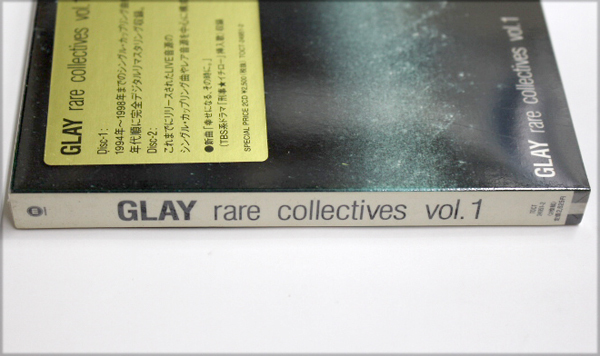 GLAY rare collectives vol.
Disc-1:
1994年〜1998年までのシングル・カップリング曲
年代順に完全デジタルリマスタリング収録。
Disc-2:
これまでにリリースされたLIVE音源の
シングル・カップリング曲やレア音源を中心に構
●新曲「幸せになる、その時に。」
(TBS系ドラマ「刑事★イチロー」挿入歌)収録
SPECIAL PRICE 2CD ¥2,500
GLAY rare collectives vol.1
GLAY rare collectives vol.1